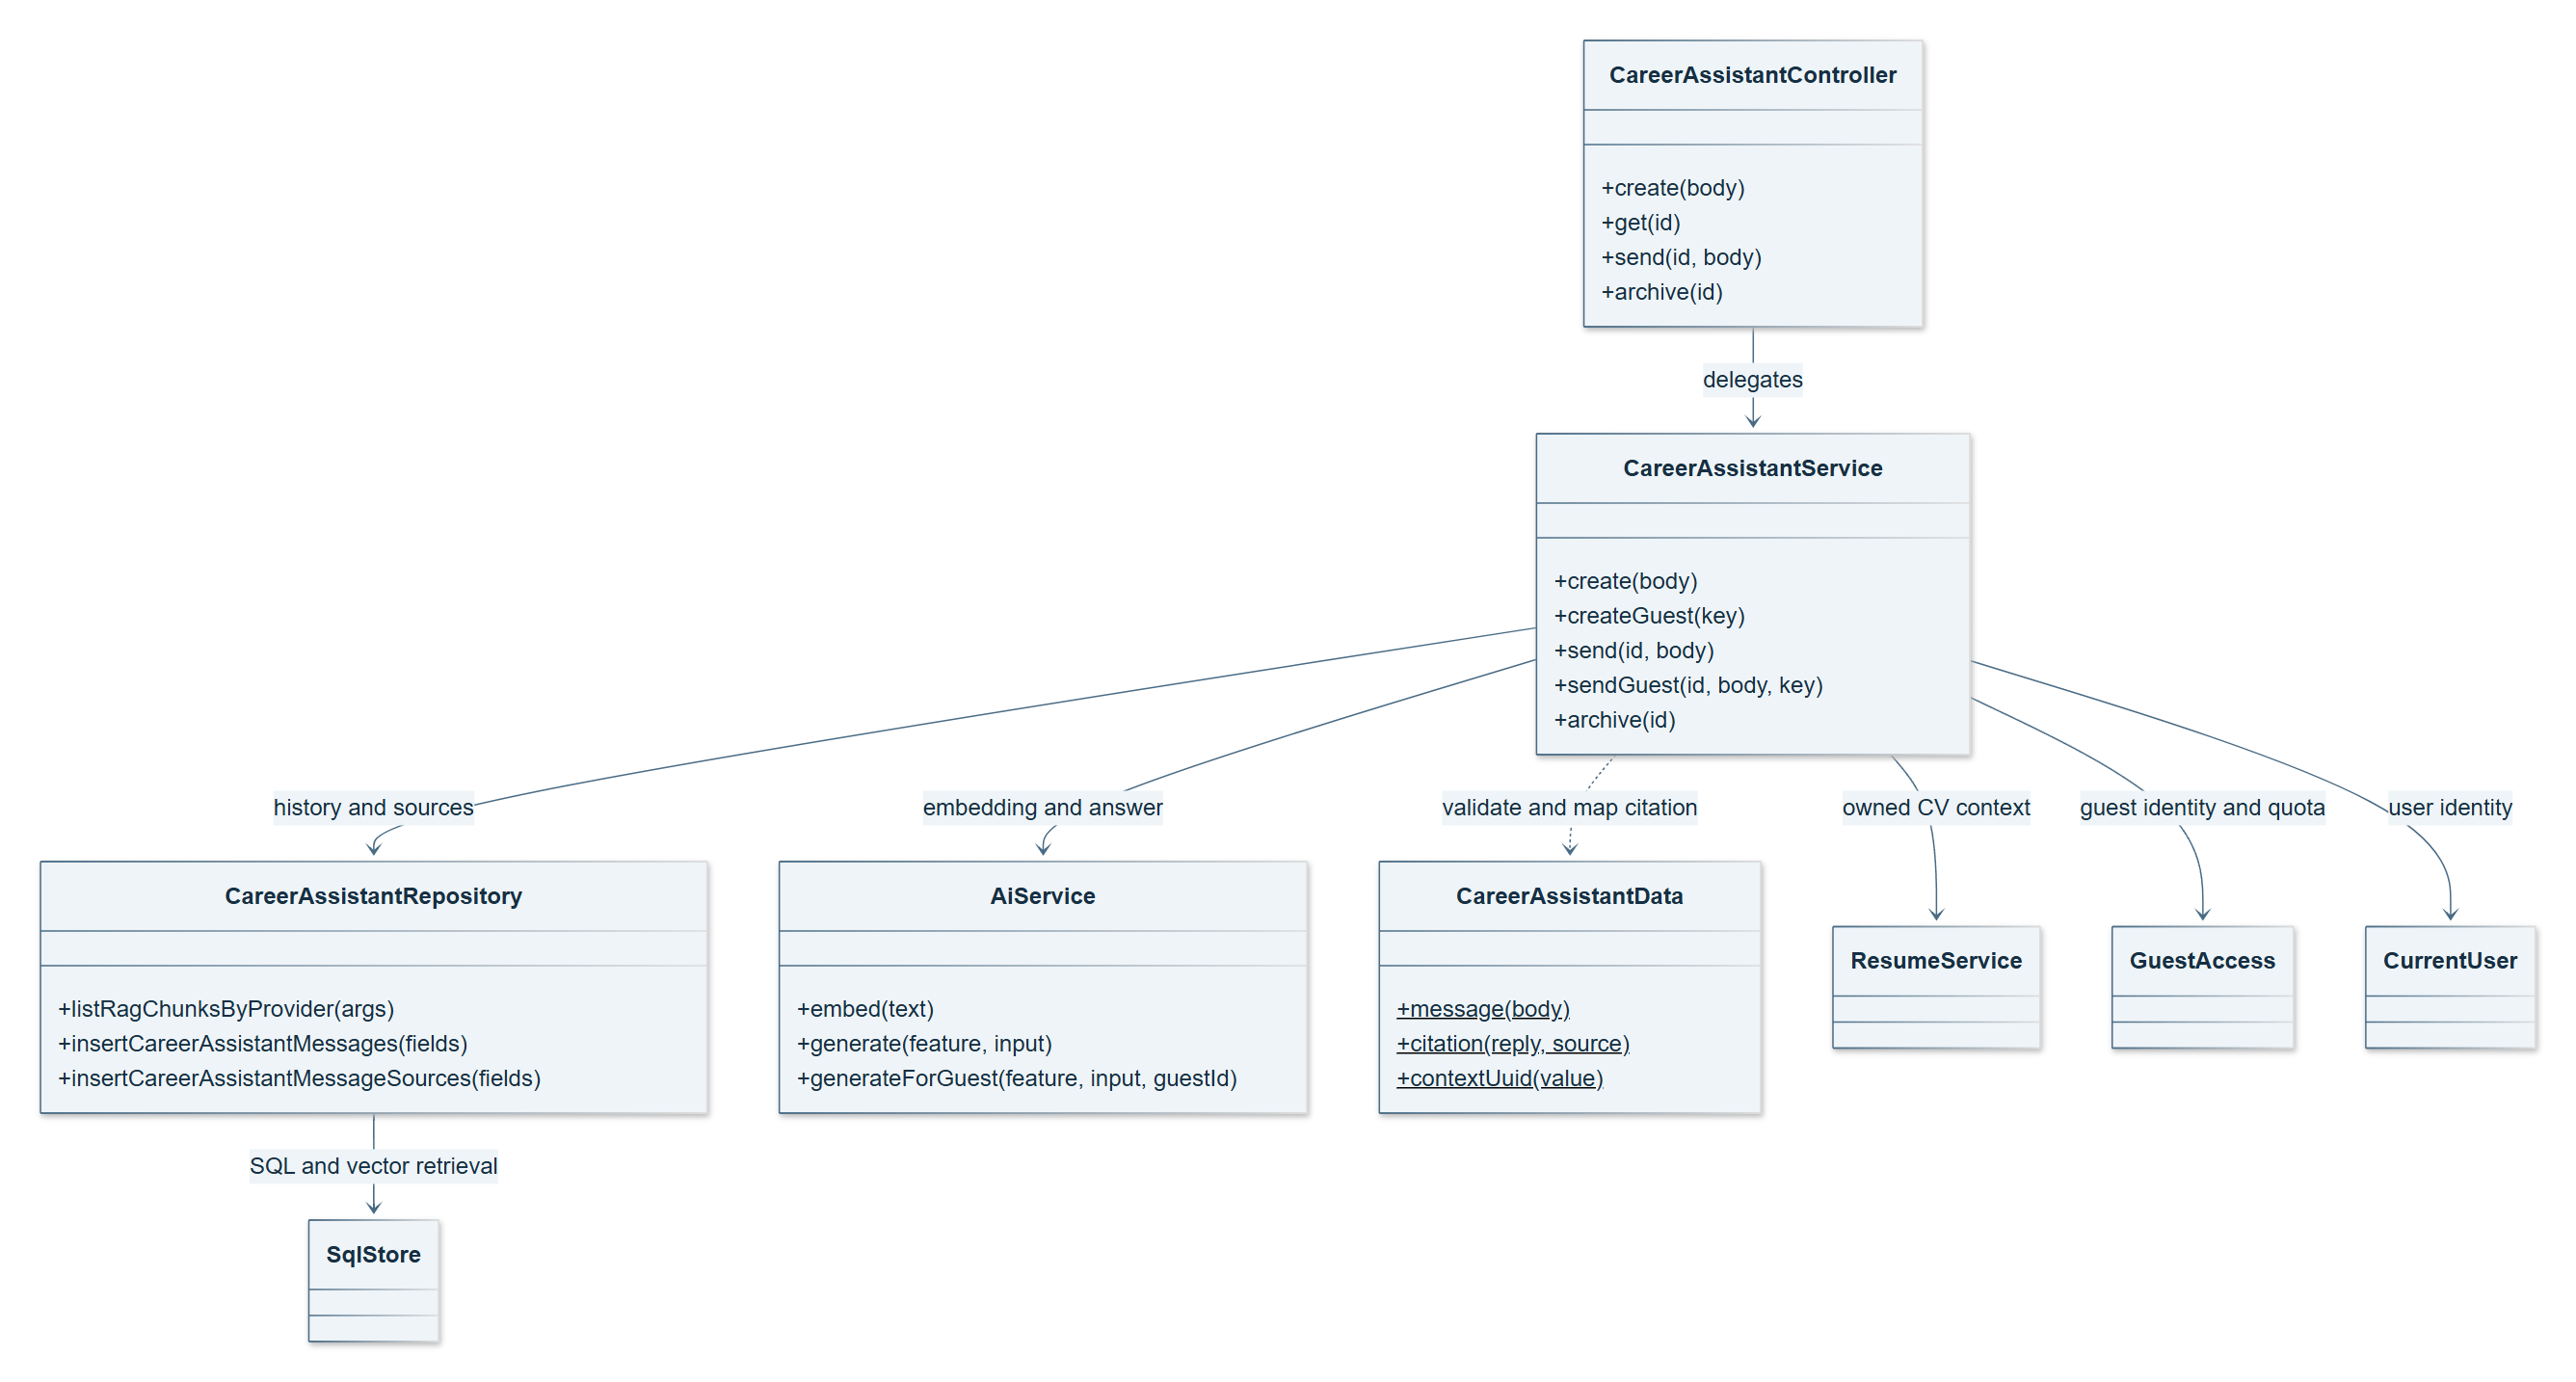 CareerAssistantController
+create(body)
+get(id)
+send(id, body)
+archive(id)
delegates
CareerAssistantService
+create(body)
+createGuest(key)
+send(id, body)
+sendGuest(id, body, key)
+archive(id)
history and sources
embedding and answer
validate and map citation
owned CV context
guest identity and quota
user identity
CareerAssistantRepository
+listRagChunksByProvider(args)
+insertCareerAssistantMessages(fields)
+insertCareerAssistantMessageSources(fields)
AiService
+embed(text)
+generate(feature, input)
+generateForGuest(feature, input, guestId)
CareerAssistantData
+message(body)
+citation(reply, source)
+contextUuid(value)
ResumeService
GuestAccess
CurrentUser
SQL and vector retrieval
SqlStore